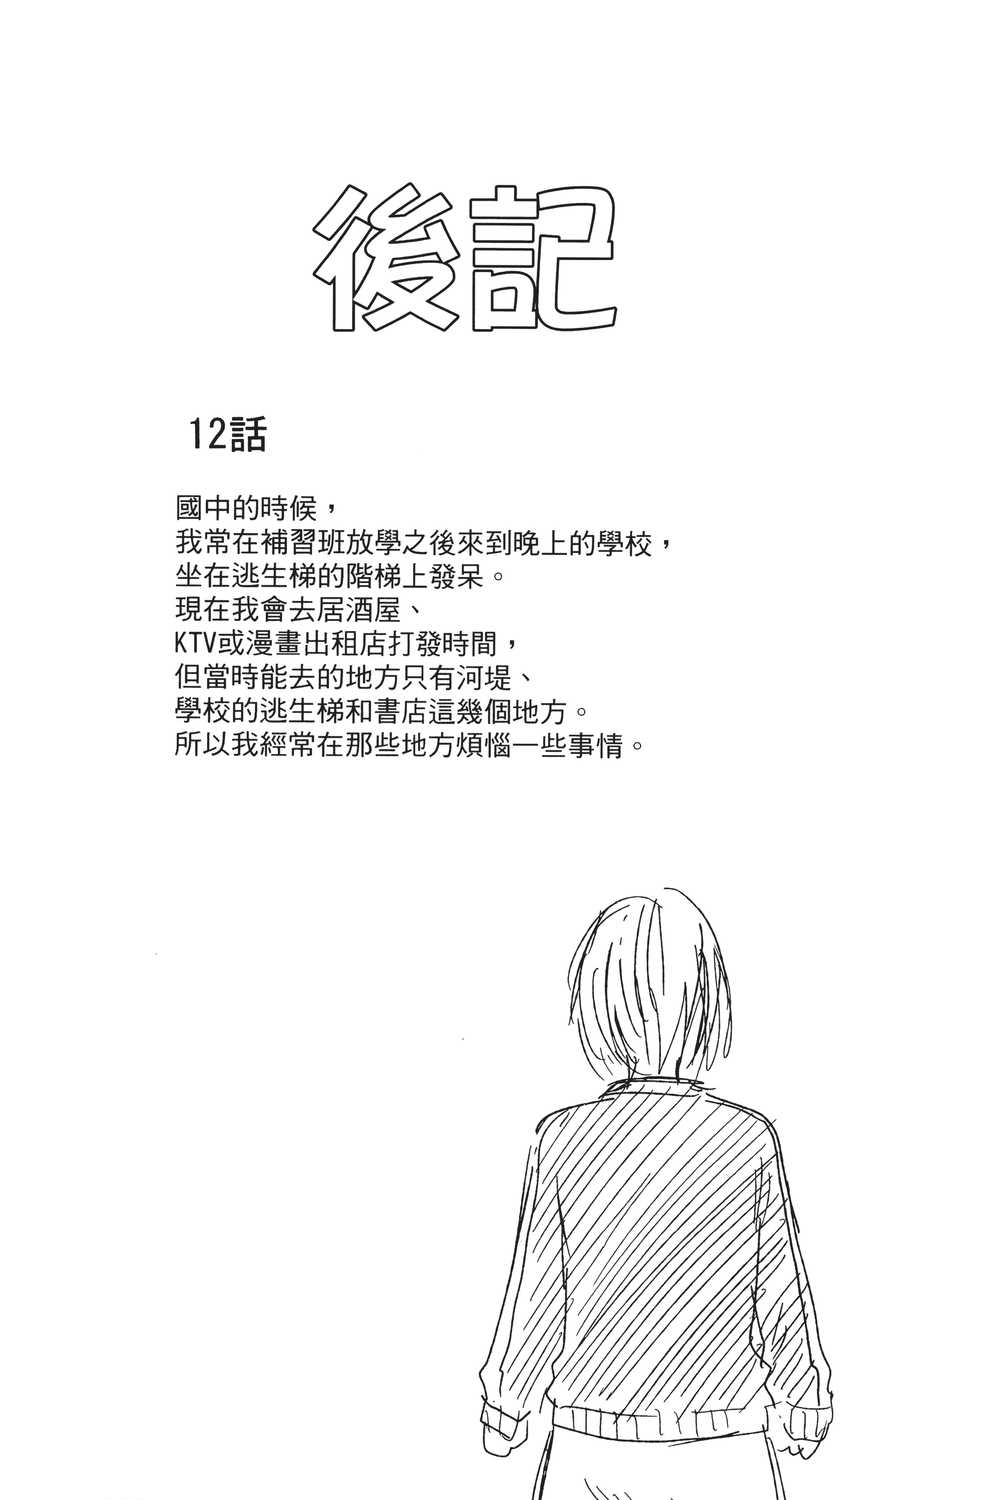 後記
12話
國中的時候，
我常在補習班放學之後來到晚上的學校，
坐在逃生梯的階梯上發呆。
現在我會去居酒屋、
KTV或漫畫出租店打發時間，
但當時能去的地方只有河堤、
學校的逃生梯和書店這幾個地方。
所以我經常在那些地方煩惱一些事情。